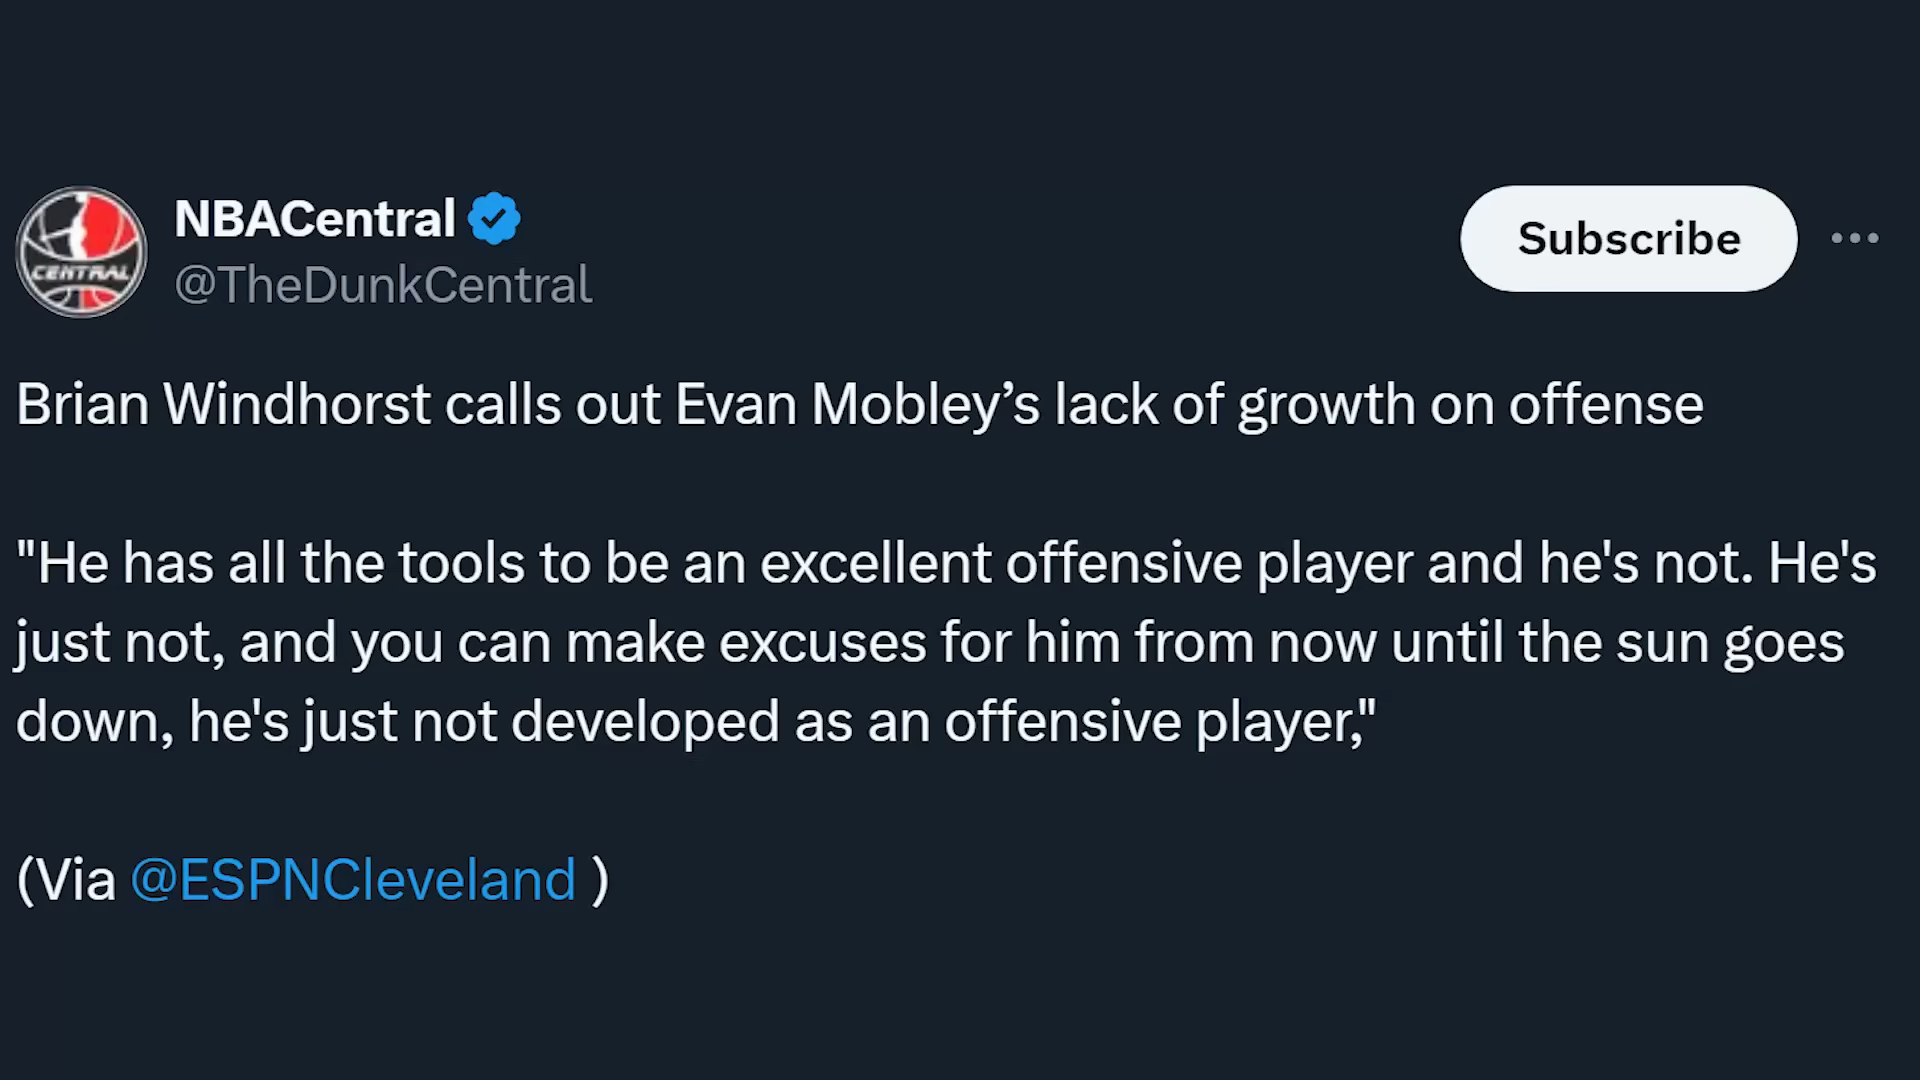 NBACentral
@TheDunkCentral
Subscribe
CENTRAL
Brian Windhorst calls out Evan Mobley’s lack of growth on offense
"He has all the tools to be an excellent offensive player and he's not. He's
just not, and you can make excuses for him from now until the sun goes
down, he's just not developed as an offensive player,"
(Via @ESPNCleveland )